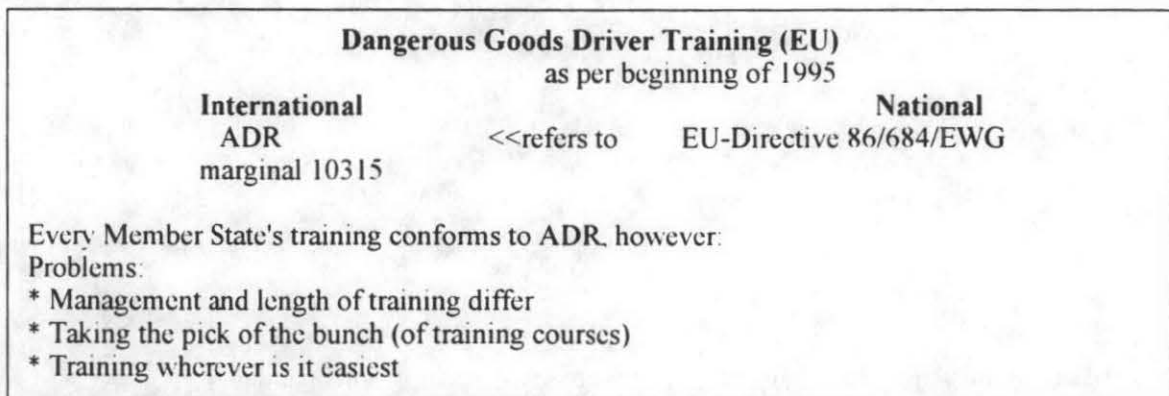 Dangerous Goods Driver Training (EU)
as per beginning of 1995
International National
ADR <<refers to EU-Directive 86/684/EWG
marginal 10315
Every Member State's training conforms to ADR, however:
Problems:
* Management and length of training differ
* Taking the pick of the bunch (of training courses)
* Training wherever is it easiest